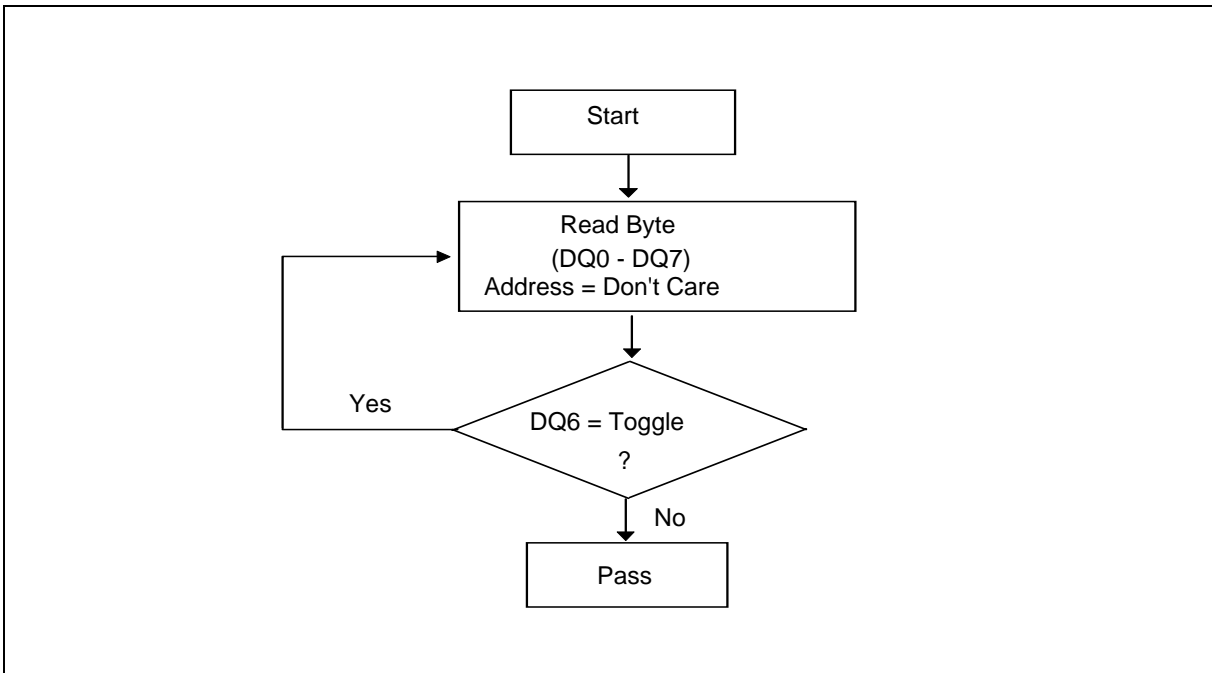 Start
Read Byte
(DQ0 - DQ7)
Address = Don't Care
Yes
DQ6 = Toggle
?
No
Pass